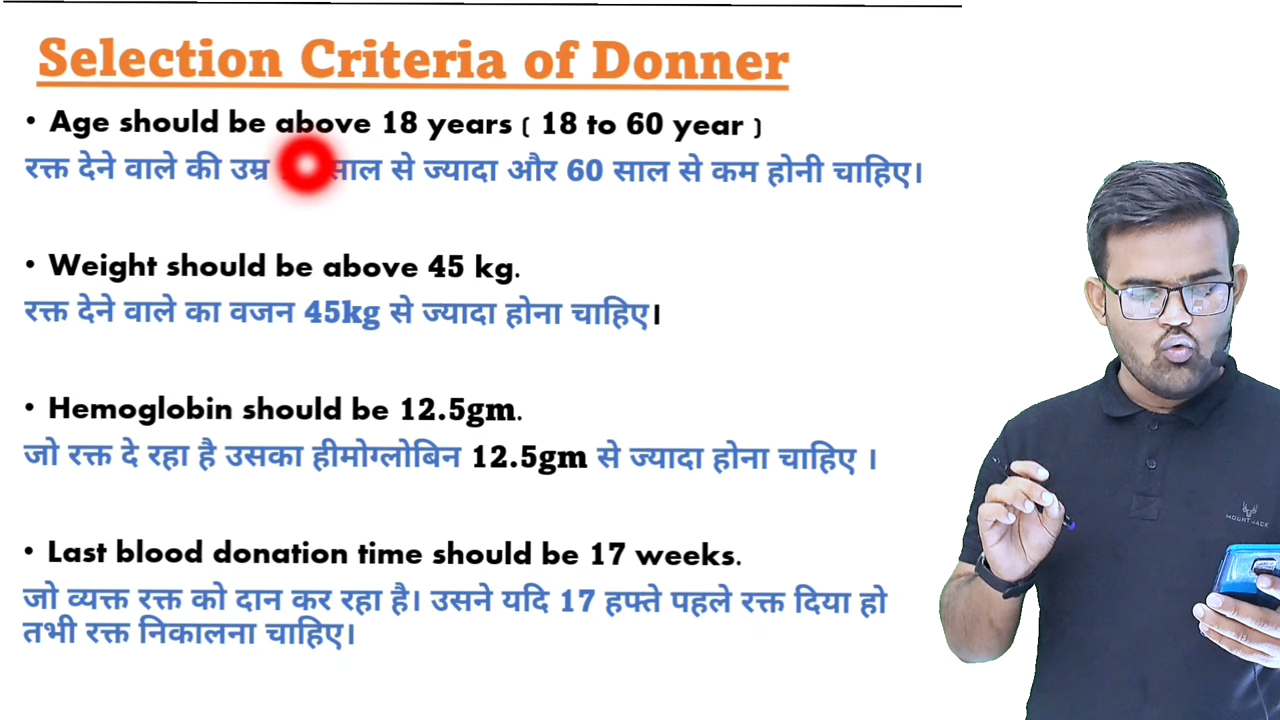 Selection Criteria of Donner
• Age should be above 18 years ( 18 to 60 year )
रक्त देने वाले की उम्र साल से ज्यादा और 60 साल से कम होनी चाहिए।
• Weight should be above 45 kg.
रक्त देने वाले का वजन 45kg से ज्यादा होना चाहिए।
• Hemoglobin should be 12.5gm.
जो रक्त दे रहा है उसका हीमोग्लोबिन 12.5gm से ज्यादा होना चाहिए ।
• Last blood donation time should be 17 weeks.
जो व्यक्त रक्त को दान कर रहा है। उसने यदि 17 हफ्ते पहले रक्त दिया हो
तभी रक्त निकालना चाहिए।